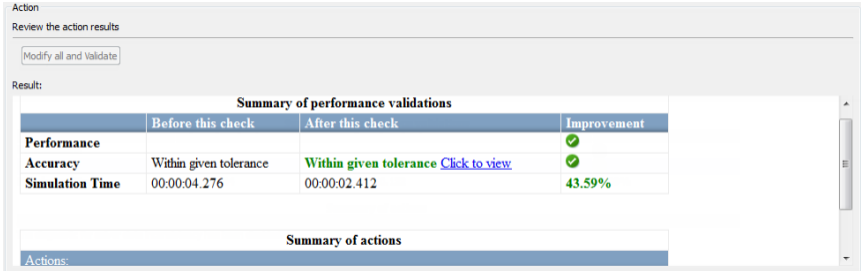 Action
Review the action results
Modify all and Validate
Result:
Summary of performance validations
Before this check After this check Improvement
Performance
Accuracy Within given tolerance Within given tolerance Click to view
Simulation Time 00:00:04.276 00:00:02.412 43.59%
Summary of actions
Actions: